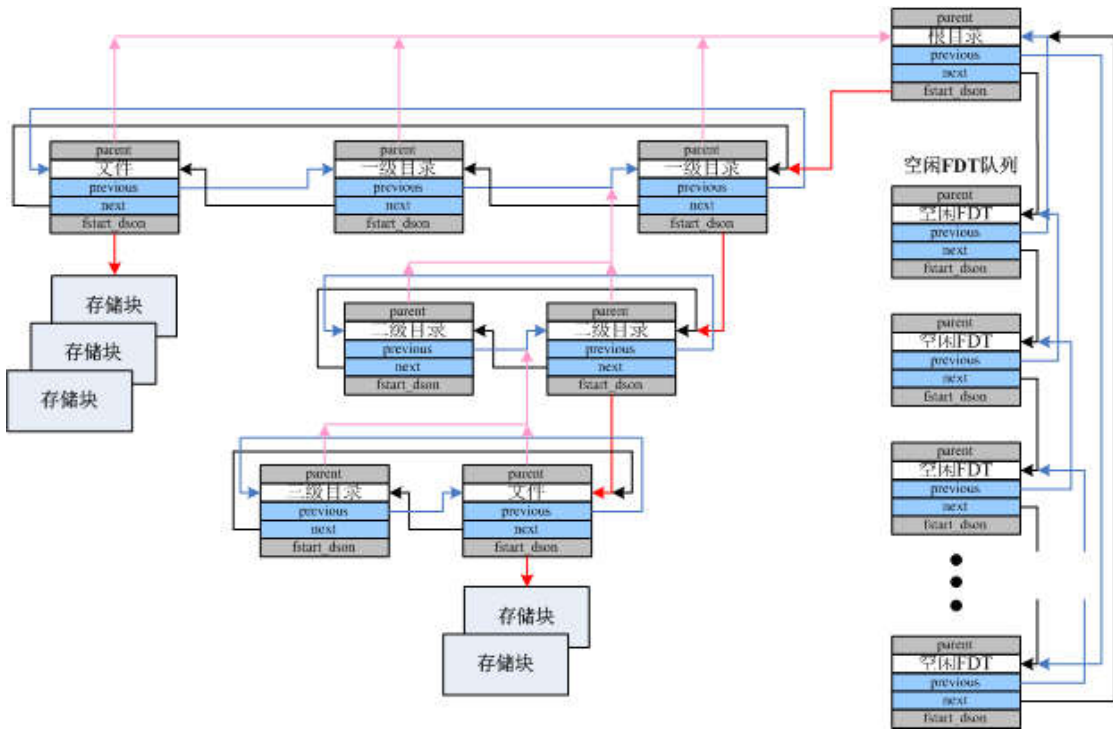 parent
根目录
previous
next
fstart_dson
parent
文件
previous
next
fstart_dson
parent
一级目录
previous
next
fstart_dson
parent
一级目录
previous
next
fstart_dson
存储块
存储块
存储块
parent
二级目录
previous
next
fstart_dson
parent
二级目录
previous
next
fstart_dson
parent
三级目录
previous
next
fstart_dson
parent
文件
previous
next
fstart_dson
存储块
存储块
空闲FDT队列
parent
空闲FDT
previous
next
fstart_dson
parent
空闲FDT
previous
next
fstart_dson
parent
空闲FDT
previous
next
fstart_dson
parent
空闲FDT
previous
next
fstart_dson